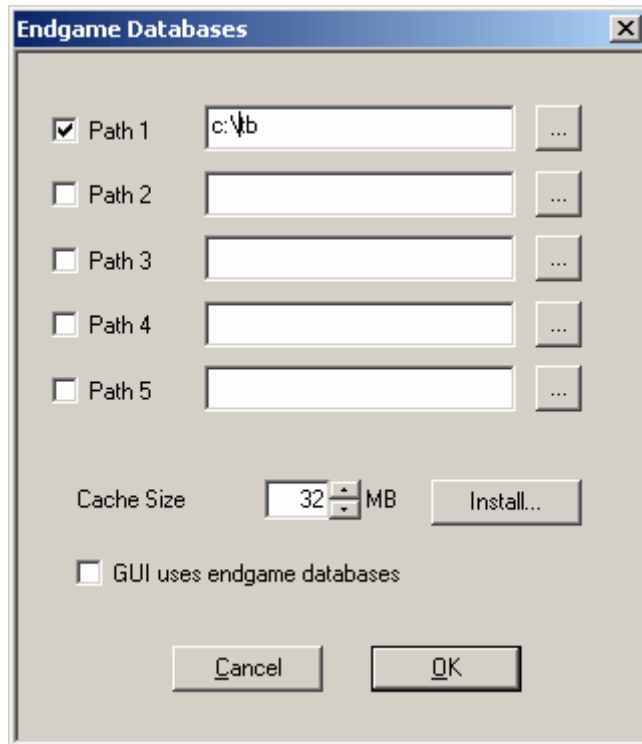 Endgame Databases
Path 1 c:\tb ...
Path 2 ...
Path 3 ...
Path 4 ...
Path 5 ...
Cache Size 32 MB Install...
GUI uses endgame databases
Cancel OK